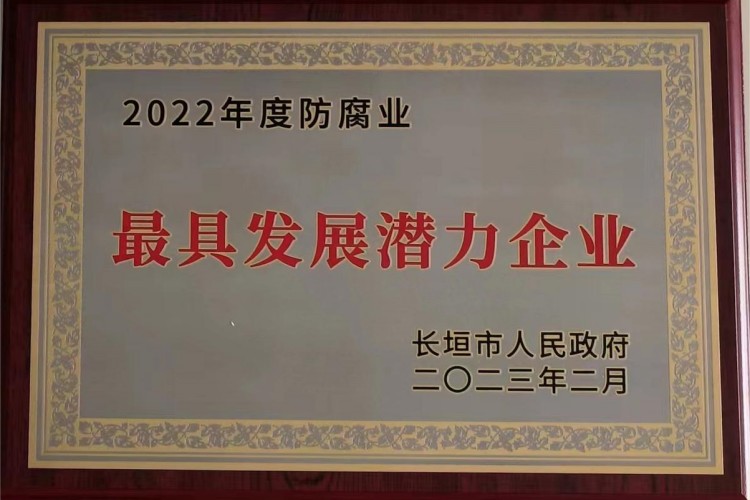 2022年度防腐业
最具发展潜力企业
长垣市人民政府
二〇二三年二月